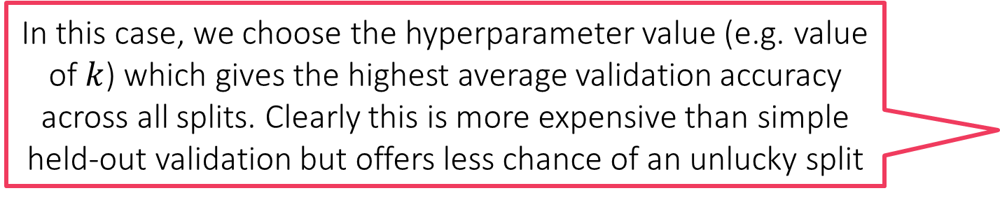 In this case, we choose the hyperparameter value (e.g. value
of k) which gives the highest average validation accuracy
across all splits. Clearly this is more expensive than simple
held-out validation but offers less chance of an unlucky split